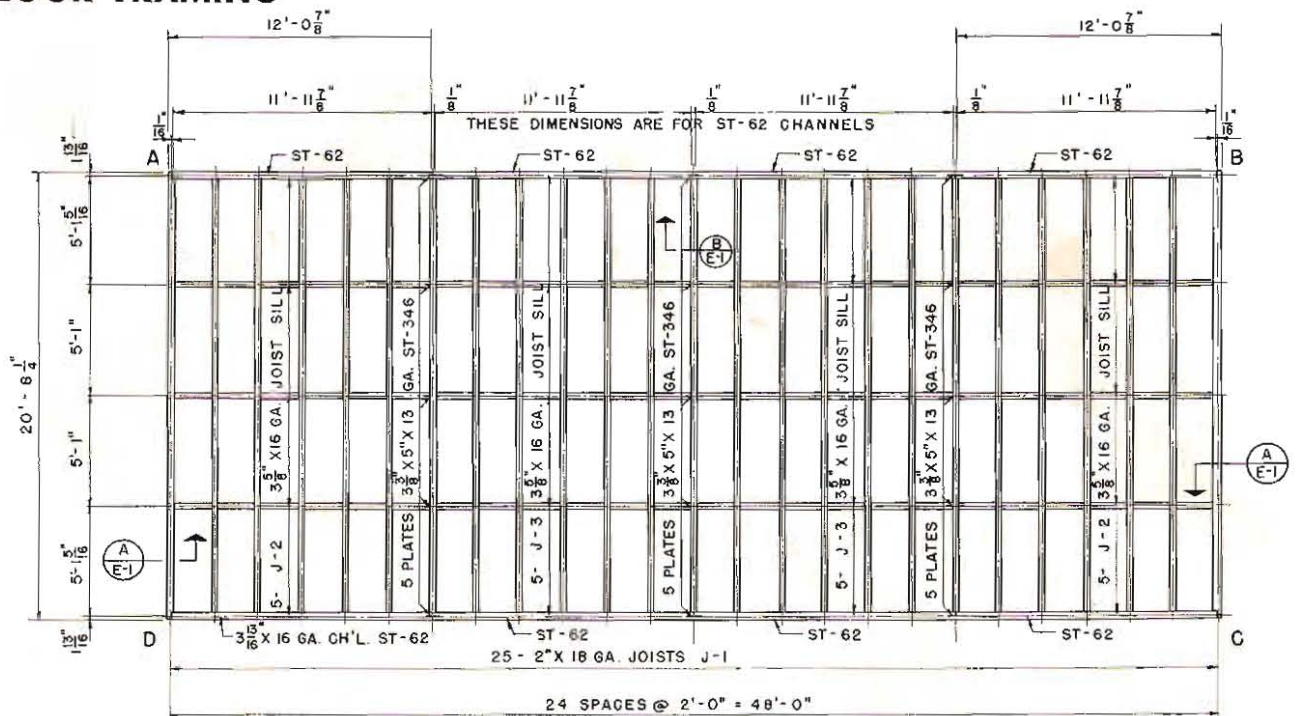 FRAMING
12'-0 7/8"
12'-0 7/8"
11'-11 7/8"
1/8"
11'-11 7/8"
1/8"
11'-11 7/8"
1/8"
11'-11 7/8"
1/16"
1/16"
THESE DIMENSIONS ARE FOR ST-62 CHANNELS
1 13/16"
A
ST-62
ST-62
ST-62
ST-62
B
5'-1 5/16"
5'-1"
5'-1"
5'-1 5/16"
1 13/16"
20'-8 1/4"
B
E-1
A
E-1
A
E-1
5- J-2 3 5/8" X 16 GA. JOIST SILL
5 PLATES 3 3/8" X 5" X 13 GA. ST-346
5- J-3 3 5/8" X 16 GA. JOIST SILL
5 PLATES 3 3/8" X 5" X 13 GA. ST-346
5- J-3 3 5/8" X 16 GA. JOIST SILL
5 PLATES 3 3/8" X 5" X 13 GA. ST-346
5- J-2 3 5/8" X 16 GA. JOIST SILL
D
3 13/16" X 16 GA. CH'L. ST-62
ST-62
ST-62
ST-62
C
25 - 2" X 18 GA. JOISTS J-1
24 SPACES @ 2'-0" = 48'-0"